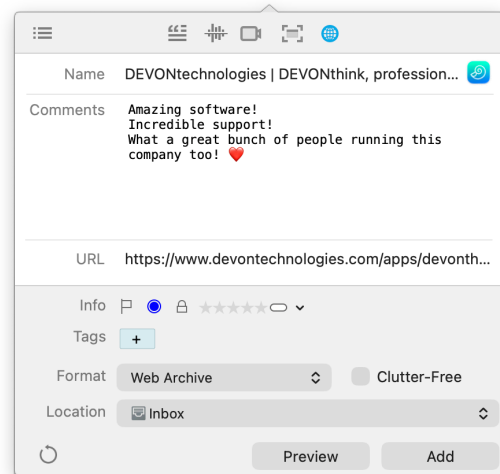 Name DEVONtechnologies | DEVONthink, profession...
Comments Amazing software!
Incredible support!
What a great bunch of people running this
company too! ❤️
URL https://www.devontechnologies.com/apps/devonth...
Info
Tags +
Format Web Archive Clutter-Free
Location Inbox
Preview Add